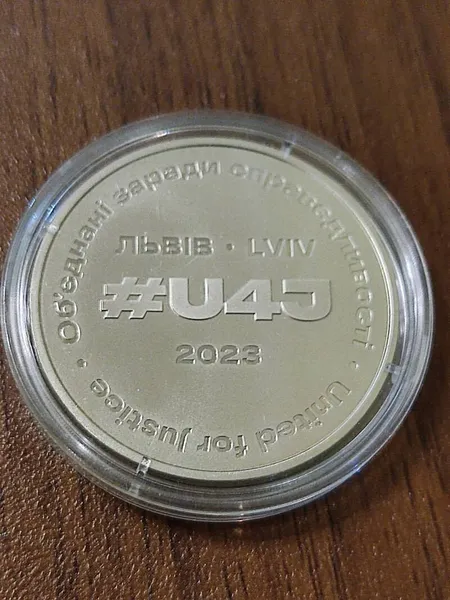 Об'єднані заради справедливості
ЛЬВІВ · LVIV
#U4J
2023
United for Justice